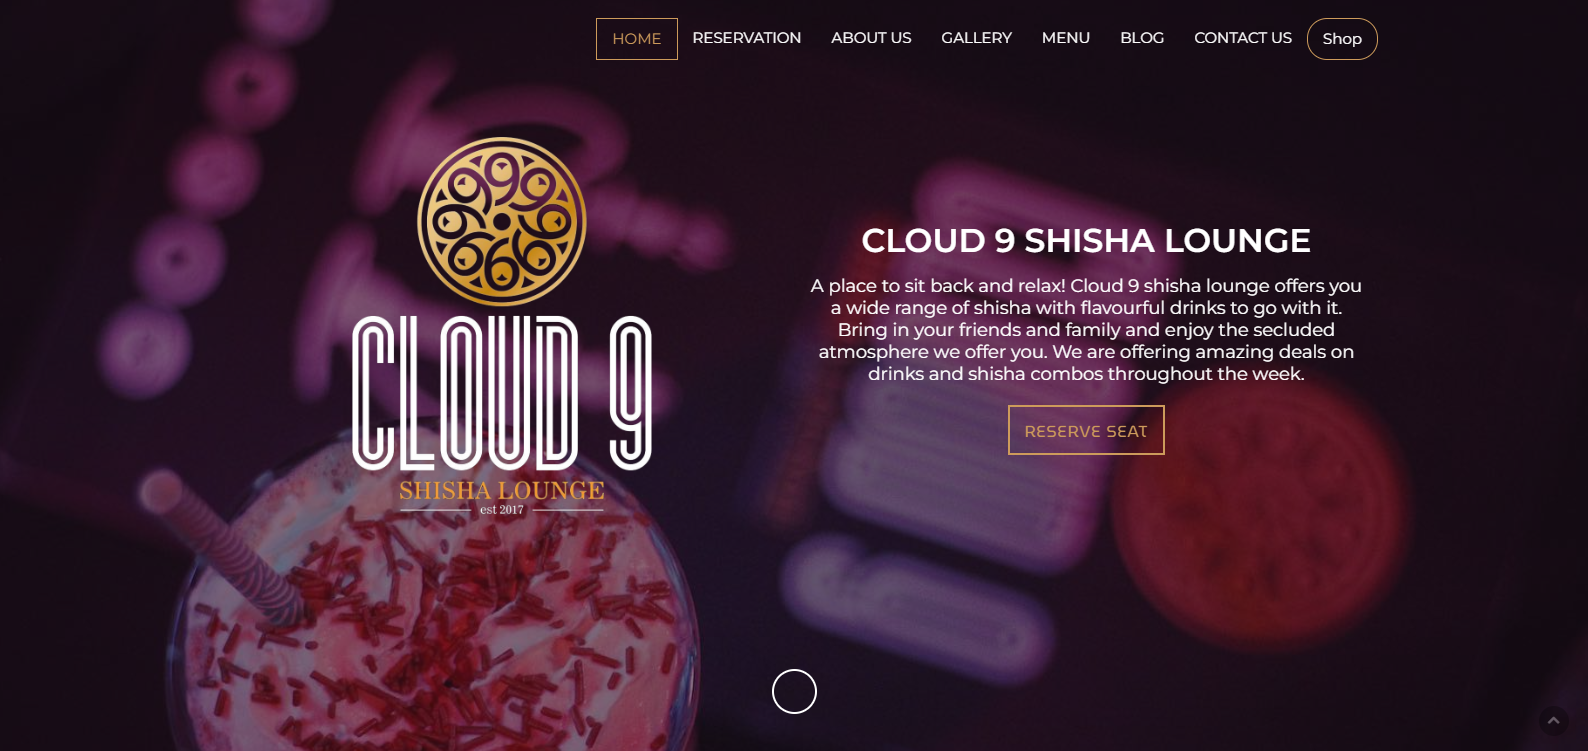 HOME RESERVATION ABOUT US GALLERY MENU BLOG CONTACT US Shop
CLOUD 9
SHISHA LOUNGE
est 2017
CLOUD 9 SHISHA LOUNGE
A place to sit back and relax! Cloud 9 shisha lounge offers you
a wide range of shisha with flavourful drinks to go with it.
Bring in your friends and family and enjoy the secluded
atmosphere we offer you. We are offering amazing deals on
drinks and shisha combos throughout the week.
RESERVE SEAT